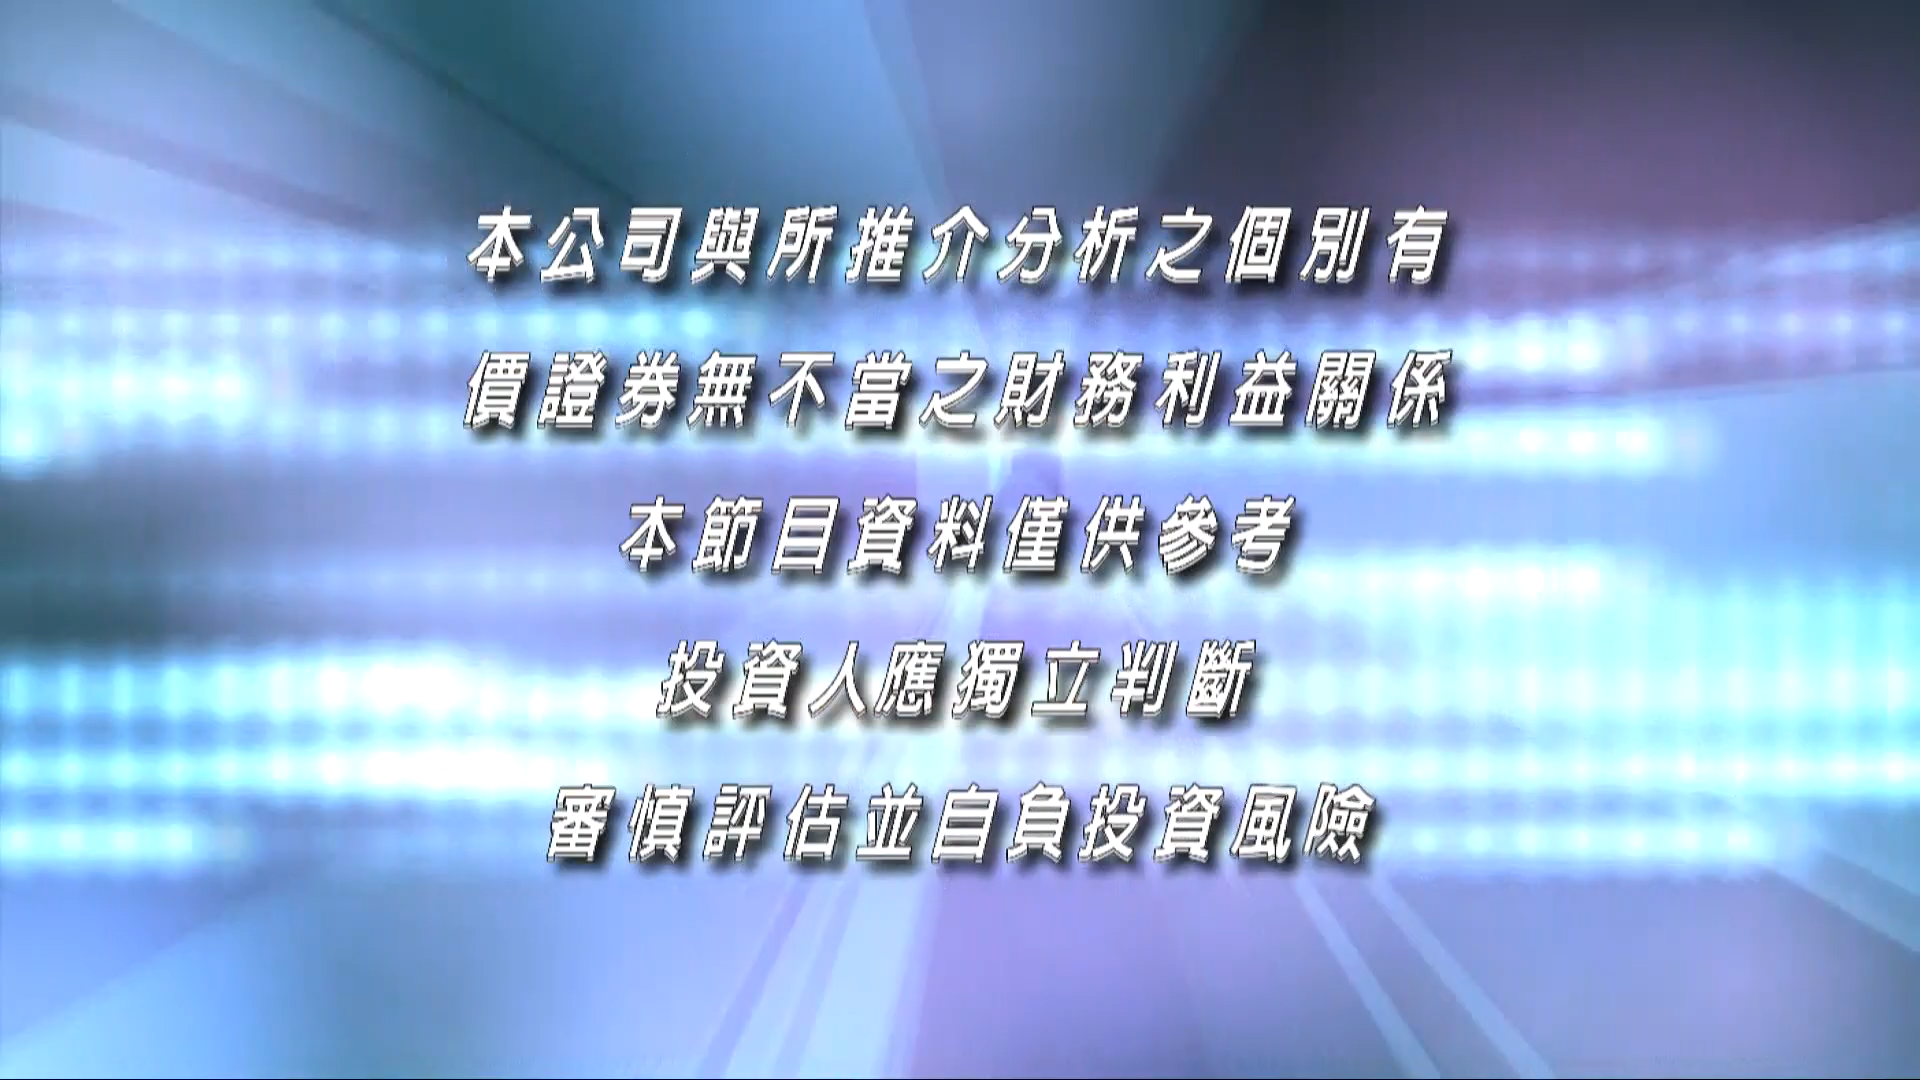 本公司與所推介分析之個別有
價證券無不當之財務利益關係
本節目資料僅供參考
投資人應獨立判斷
審慎評估並自負投資風險